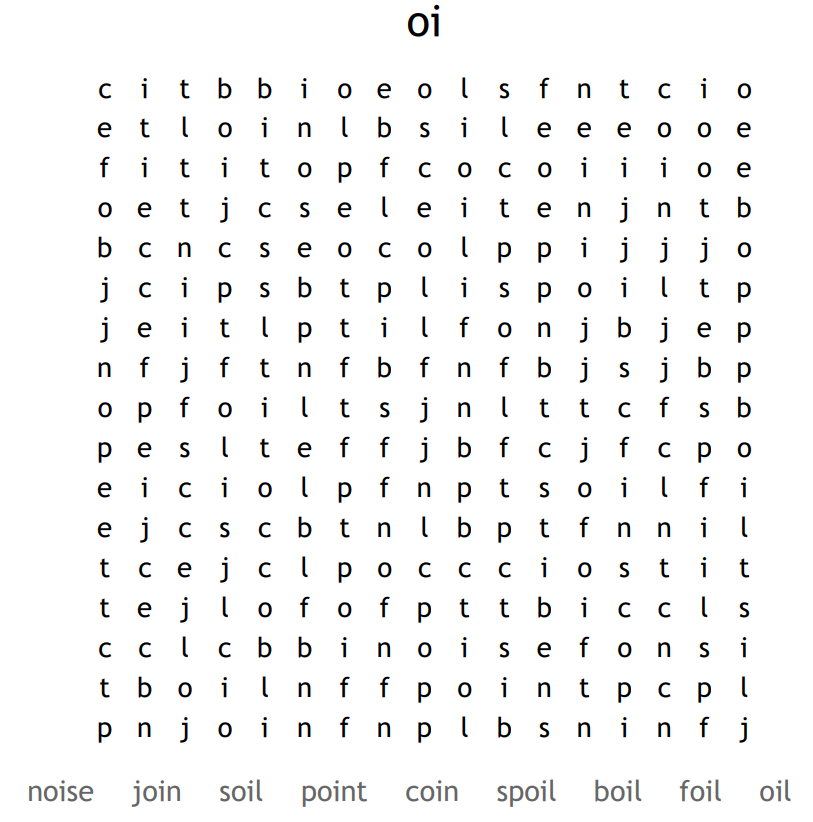 oi
c i t b b i o e o l s f n t c i o
e t l o i n l b s i l e e e o o e
f i t i t o p f c o c o i i i o e
o e t j c s e l e i t e n j n t b
b c n c s e o c o l p p i j j j o
j c i p s b t p l i s p o i l t p
j e i t l p t i l f o n j b j e p
n f j f t n f b f n f b j s j b p
o p f o i l t s j n l t t c f s b
p e s l t e f f j b f c j f c p o
e i c i o l p f n p t s o i l f i
e j c s c b t n l b p t f n n i l
t c e j c l p o c c c i o s t i t
t e j l o f o f p t t b i c c l s
c c l c b b i n o i s e f o n s i
t b o i l n f f p o i n t p c p l
p n j o i n f n p l b s n i n f j
noise join soil point coin spoil boil foil oil